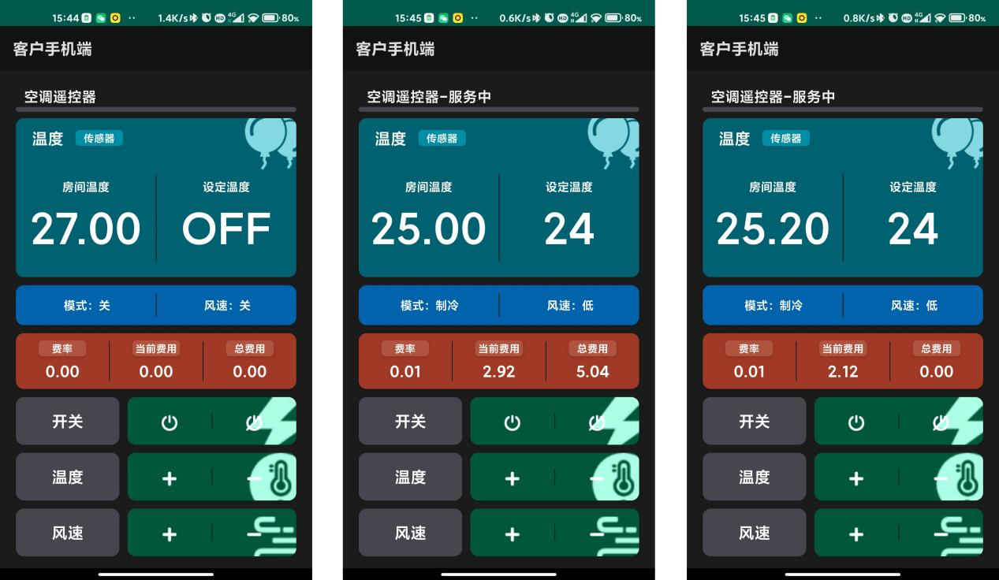 15:44 1.4K/s HD 4G 80%
客户手机端
空调遥控器
温度 传感器
房间温度 设定温度
27.00 OFF
模式：关 风速：关
费率 当前费用 总费用
0.00 0.00 0.00
开关
温度 + −
风速 + −
15:45 0.6K/s HD 4G 80%
客户手机端
空调遥控器-服务中
温度 传感器
房间温度 设定温度
25.00 24
模式：制冷 风速：低
费率 当前费用 总费用
0.01 2.92 5.04
开关
温度 + −
风速 + −
15:45 0.8K/s HD 4G 80%
客户手机端
空调遥控器-服务中
温度 传感器
房间温度 设定温度
25.20 24
模式：制冷 风速：低
费率 当前费用 总费用
0.01 2.12 0.00
开关
温度 + −
风速 + −